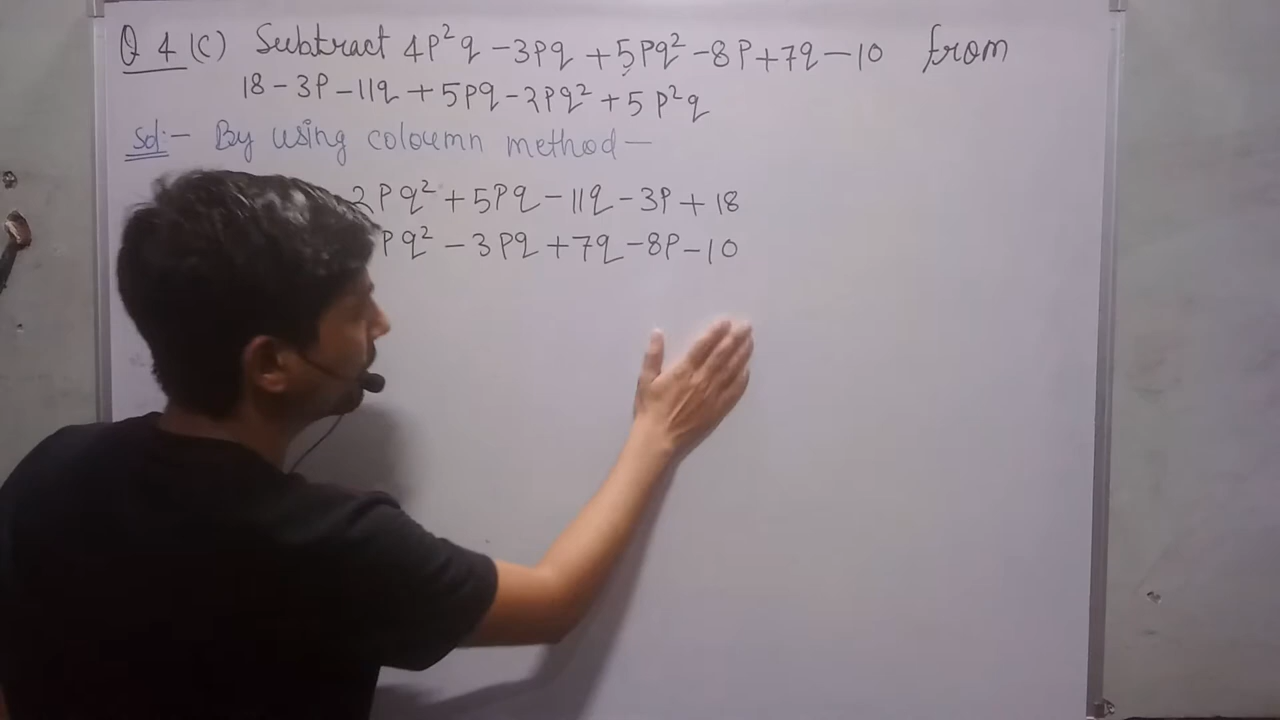 Q 4 (C) Subtract 4P²q - 3Pq + 5Pq² - 8P + 7q - 10 from
18 - 3P - 11q + 5Pq - 2Pq² + 5P²q
Sol:- By using coloumn method -
2Pq² + 5Pq - 11q - 3P + 18
Pq² - 3Pq + 7q - 8P - 10